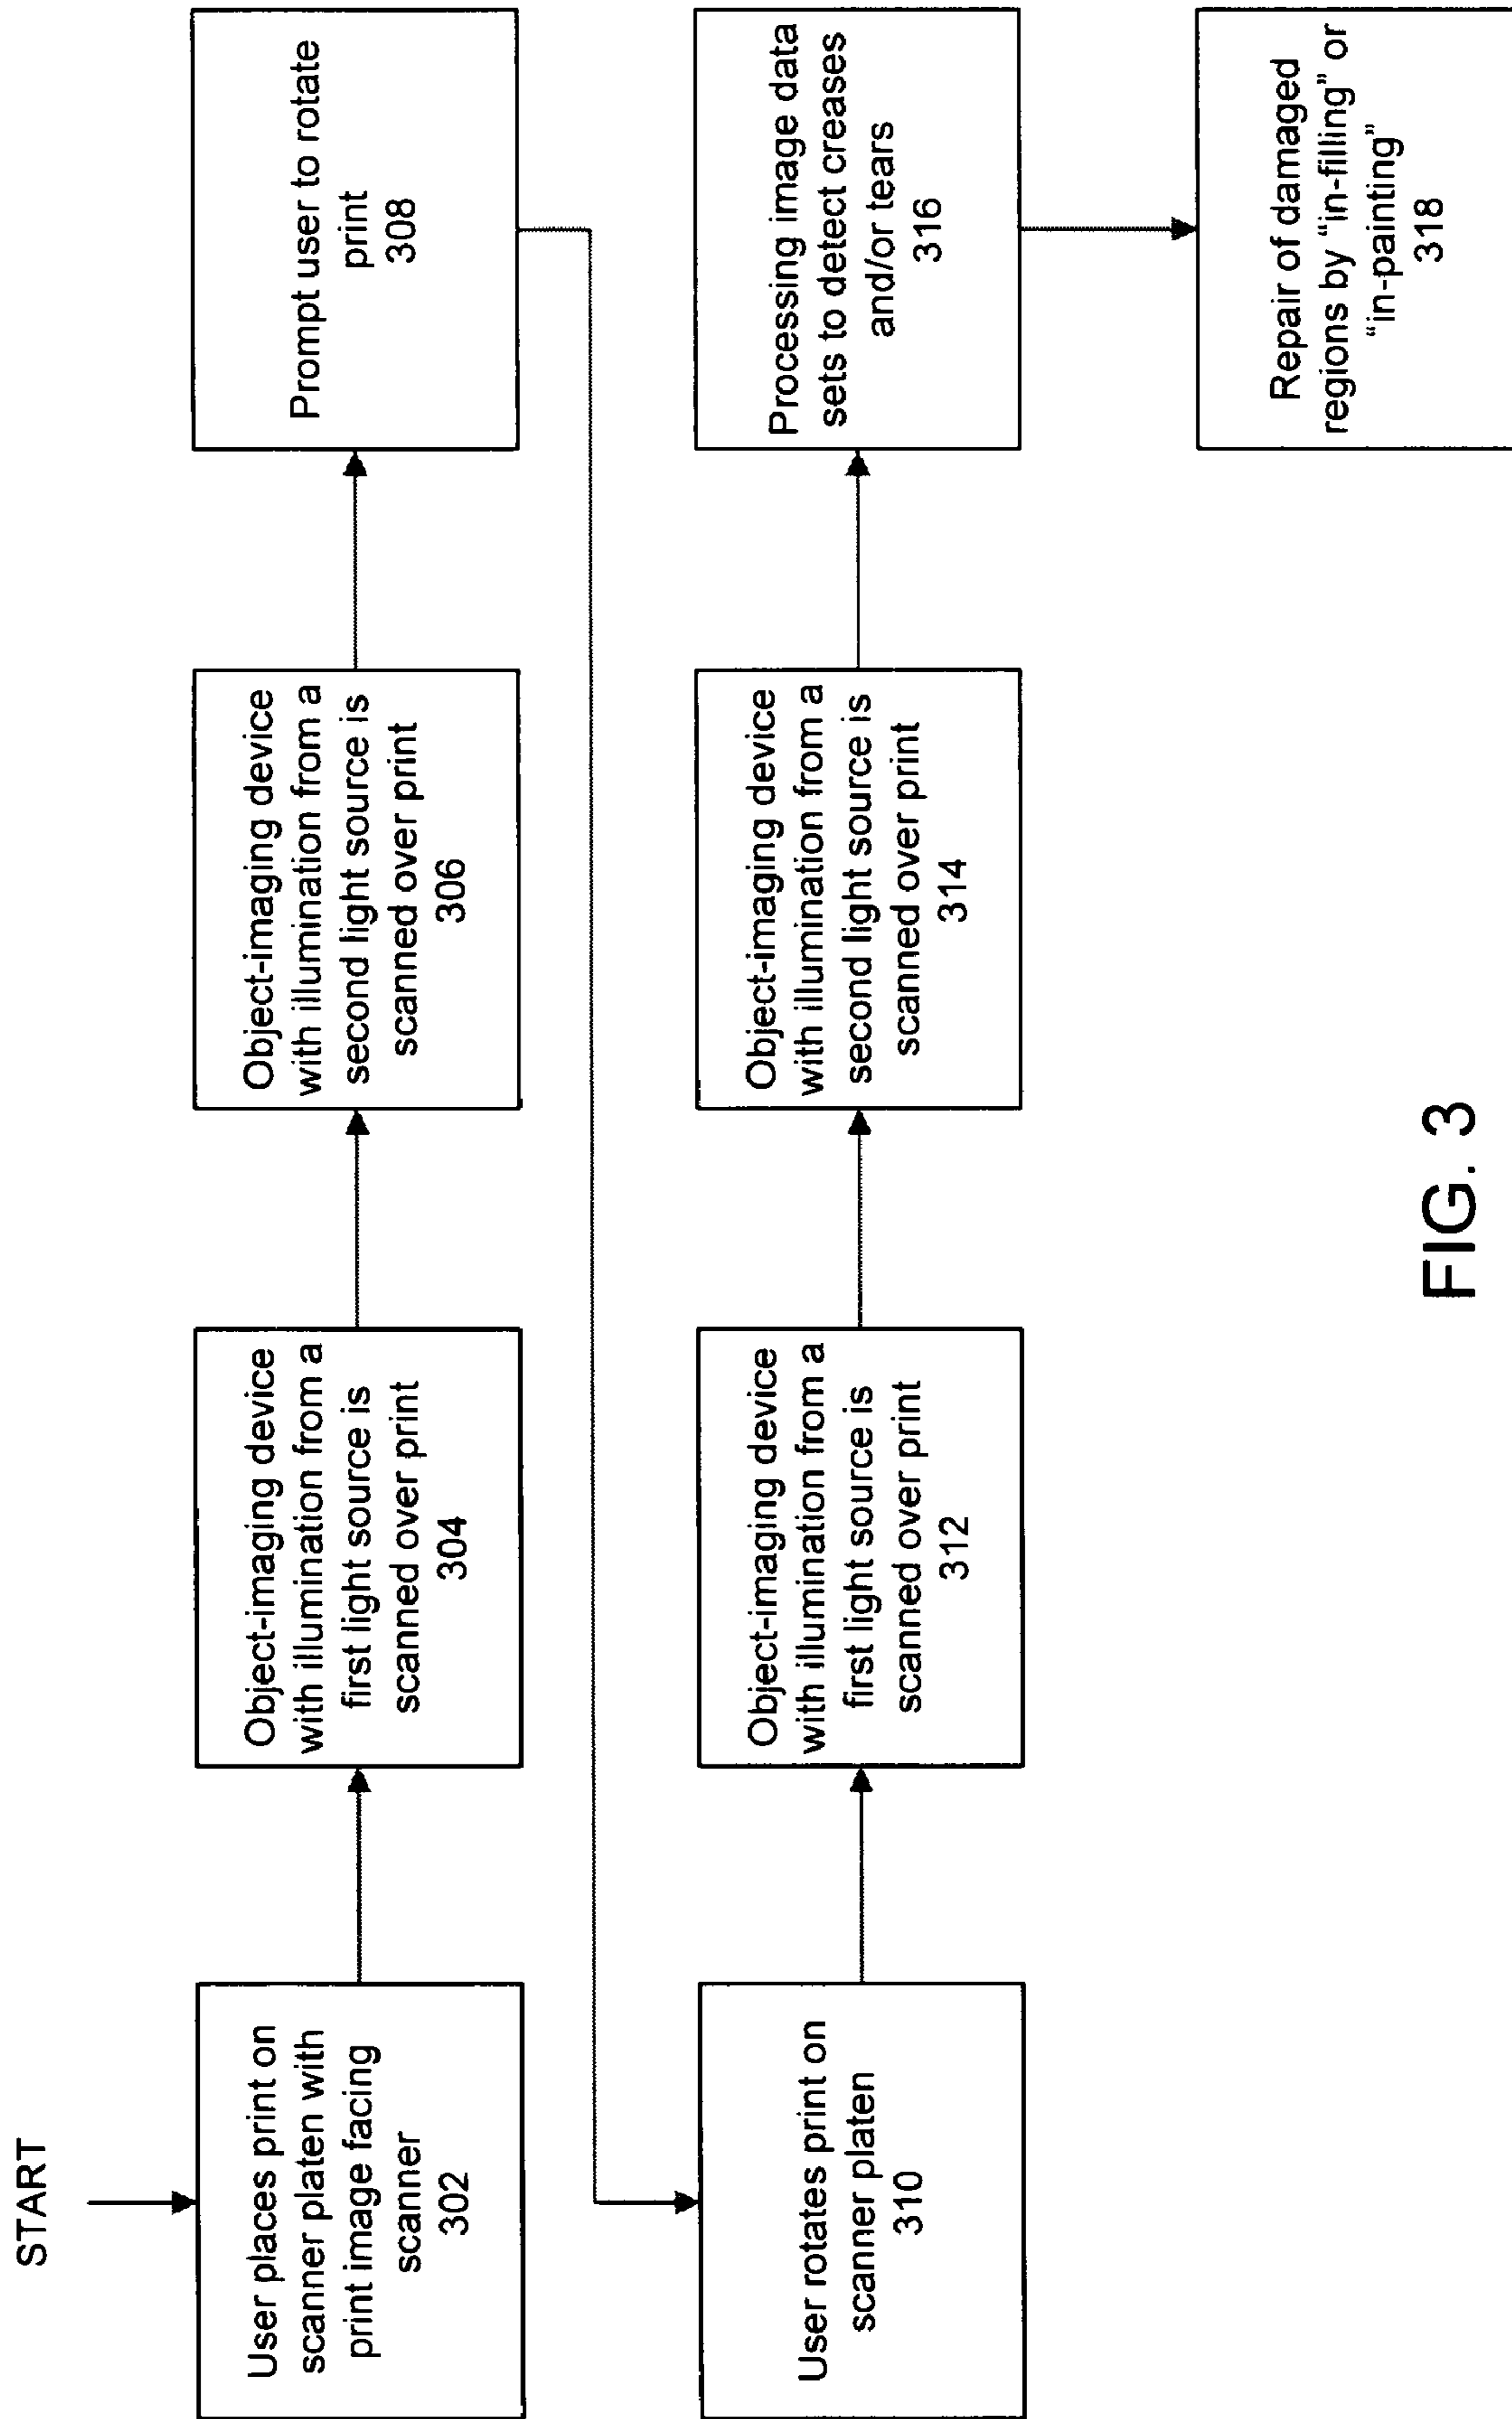 START
User places print on
scanner platen with
print image facing
scanner
302
Object-imaging device
with illumination from a
first light source is
scanned over print
304
Object-imaging device
with illumination from a
second light source is
scanned over print
306
Prompt user to rotate
print
308
User rotates print on
scanner platen
310
Object-imaging device
with illumination from a
first light source is
scanned over print
312
Object-imaging device
with illumination from a
second light source is
scanned over print
314
Processing image data
sets to detect creases
and/or tears
316
Repair of damaged
regions by “in-filling” or
“in-painting”
318
FIG. 3